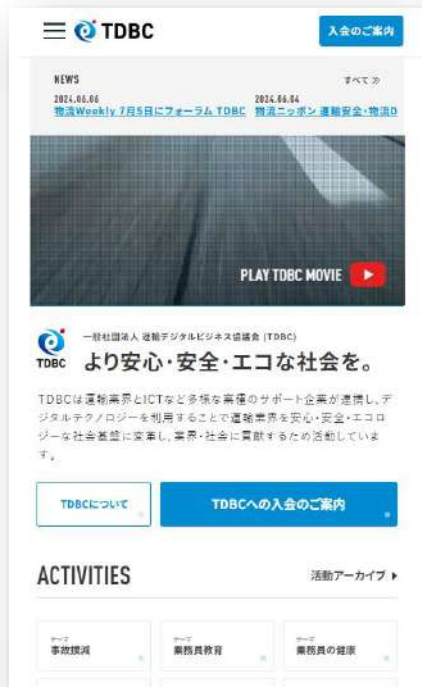 TDBC
入会のご案内
NEWS
すべて
2024.06.06
2024.06.04
物流Weekly 7月5日にフォーラム TDBC
物流ニッポン 運輸安全・物流D
PLAY TDBC MOVIE
一般社団法人 運輸デジタルビジネス協議会 (TDBC)
TDBC
より安心・安全・エコな社会を。
TDBCは運輸業界とICTなど多様な業種のサポート企業が連携し、デ
ジタルテクノロジーを利用することで運輸業界を安心・安全・エコロ
ジーな社会基盤に変革し、業界・社会に貢献するため活動していま
す。
TDBCについて
TDBCへの入会のご案内
ACTIVITIES
活動アーカイブ
テーマ
テーマ
テーマ
事故撲滅
乗務員教育
乗務員の健康